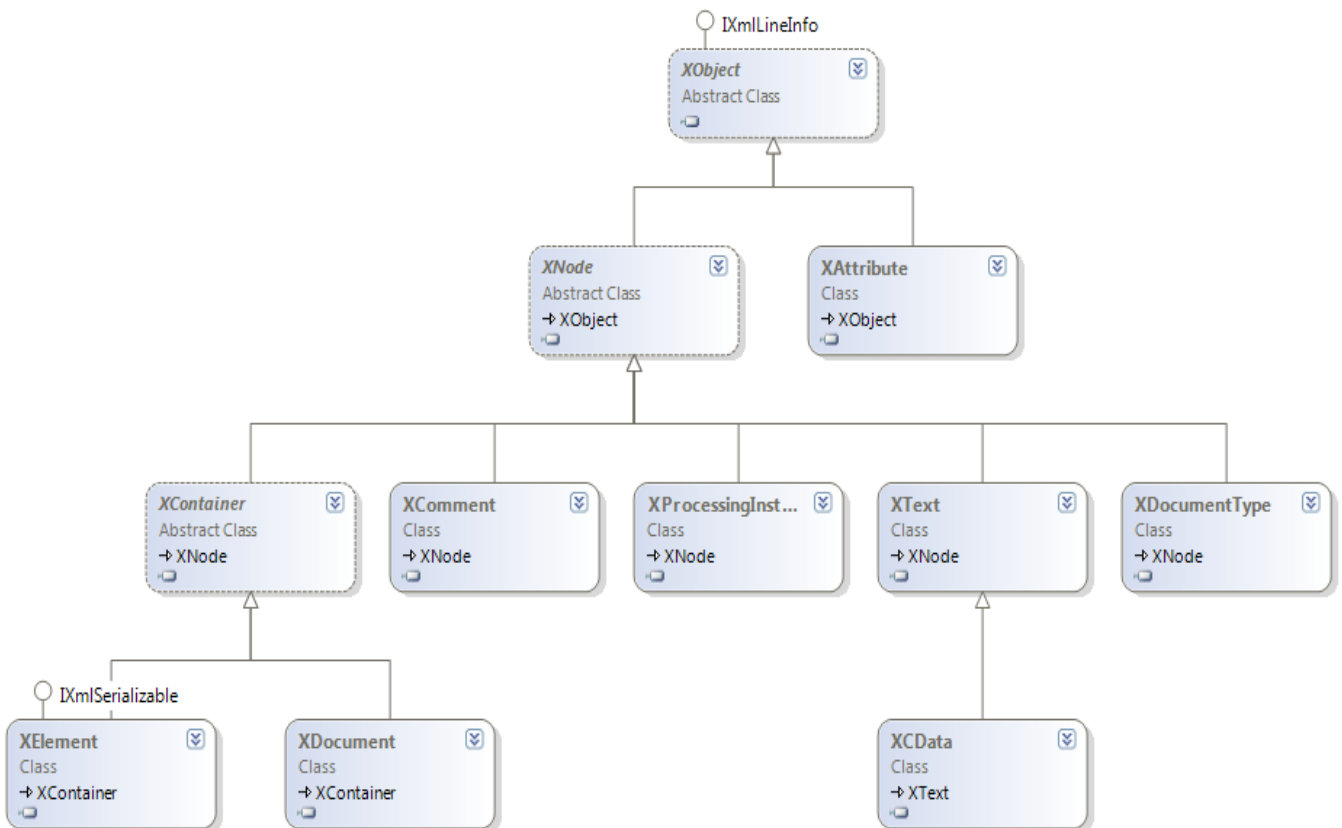 IXmlLineInfo
XObject
Abstract Class
XNode
Abstract Class
XObject
XAttribute
Class
XObject
XContainer
Abstract Class
XNode
XComment
Class
XNode
XProcessingInst...
Class
XNode
XText
Class
XNode
XDocumentType
Class
XNode
IXmlSerializable
XElement
Class
XContainer
XDocument
Class
XContainer
XCData
Class
XText